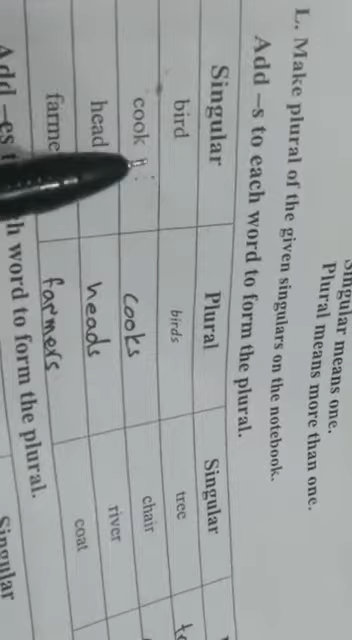 Singular means one.
Plural means more than one.
L. Make plural of the given singulars on the notebook.
Add –s to each word to form the plural.
Singular Plural Singular
bird birds tree
cook cooks chair
head heads river
farmers coat
Add –es word to form the plural.
Singular